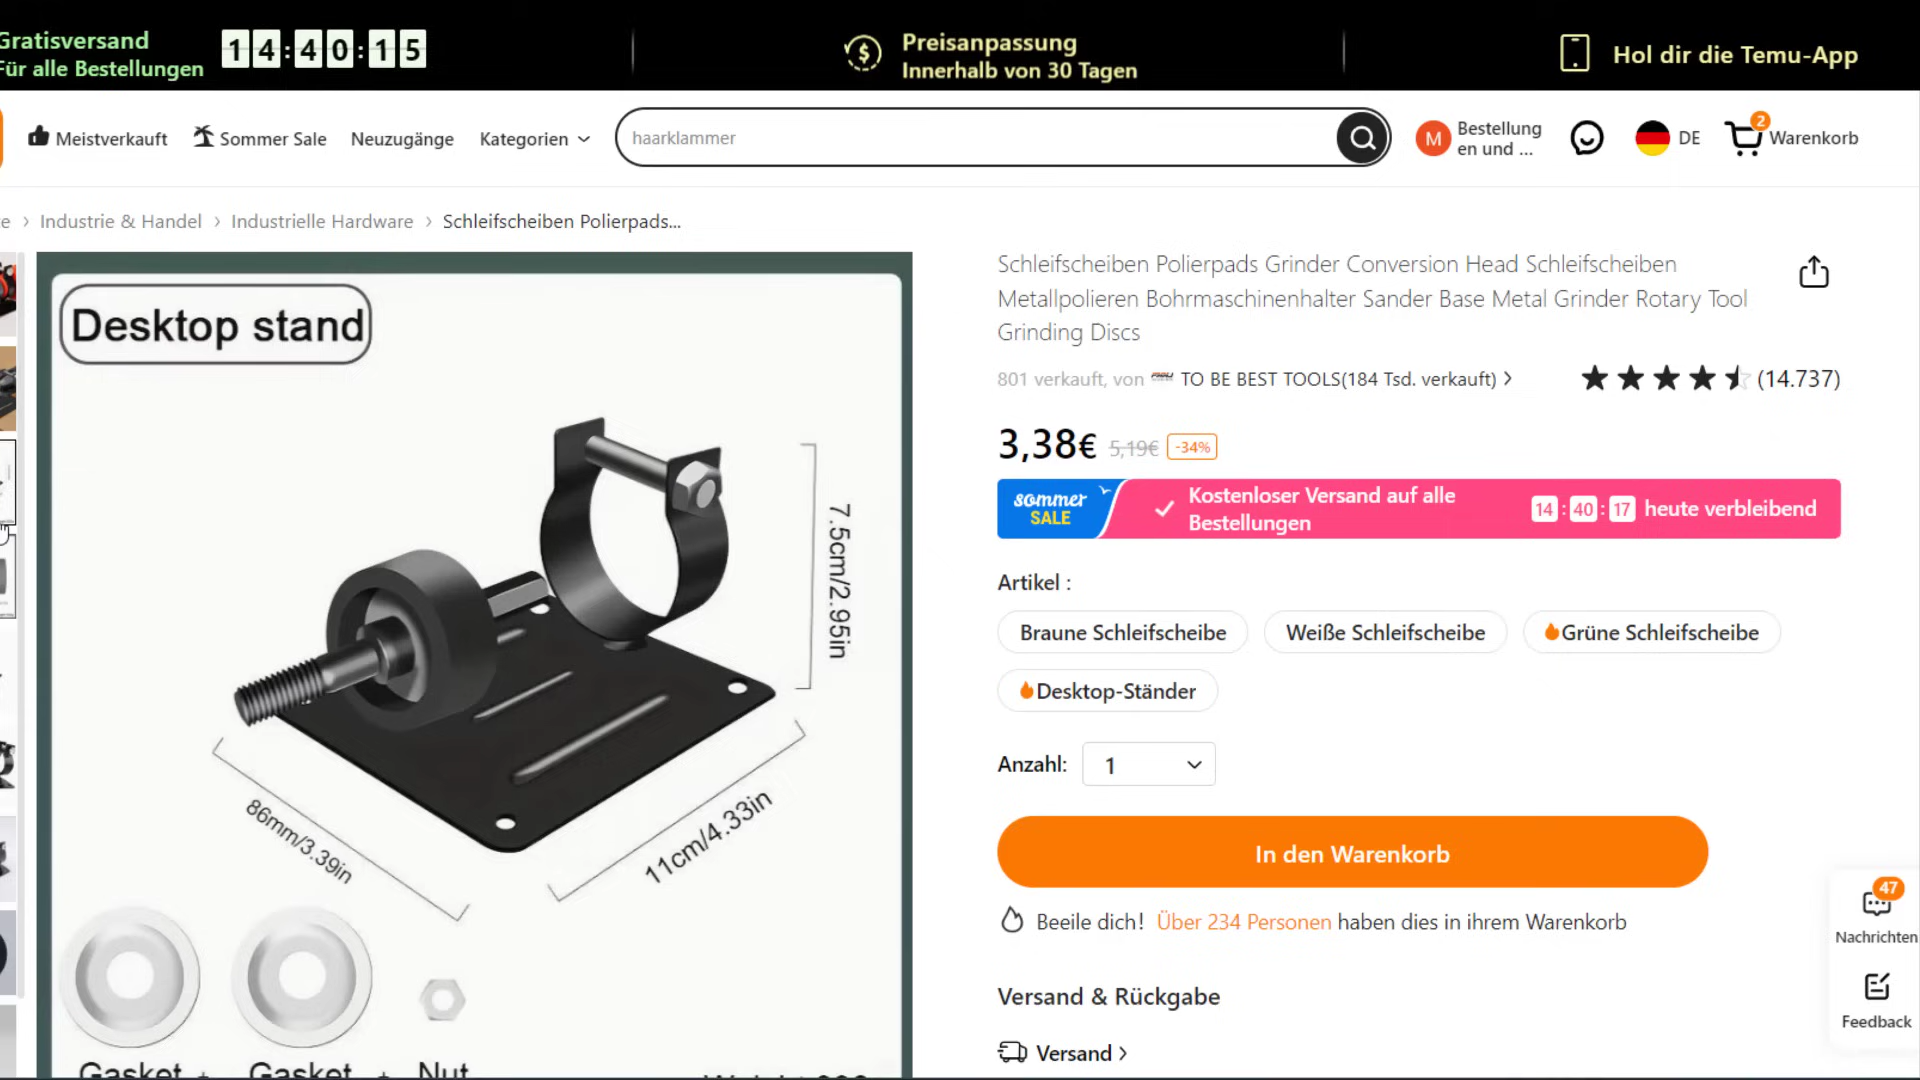 Gratisversand
Für alle Bestellungen
14:40:15
Preisanpassung
Innerhalb von 30 Tagen
Hol dir die Temu-App
Meistverkauft
Sommer Sale
Neuzugänge
Kategorien
haarklammer
M
Bestellung
en und ...
DE
2
Warenkorb
e > Industrie & Handel > Industrielle Hardware > Schleifscheiben Polierpads...
Desktop stand
7.5cm/2.95in
86mm/3.39in
11cm/4.33in
Gasket + Gasket + Nut
Schleifscheiben Polierpads Grinder Conversion Head Schleifscheiben
Metallpolieren Bohrmaschinenhalter Sander Base Metal Grinder Rotary Tool
Grinding Discs
801 verkauft, von TO BE BEST TOOLS(184 Tsd. verkauft) >
(14.737)
3,38€ 5,19€ -34%
sommer
SALE
Kostenloser Versand auf alle
Bestellungen
14:40:17 heute verbleibend
Artikel :
Braune Schleifscheibe
Weiße Schleifscheibe
Grüne Schleifscheibe
Desktop-Ständer
Anzahl:
1
In den Warenkorb
Beeile dich! Über 234 Personen haben dies in ihrem Warenkorb
Versand & Rückgabe
Versand >
47
Nachrichten
Feedback